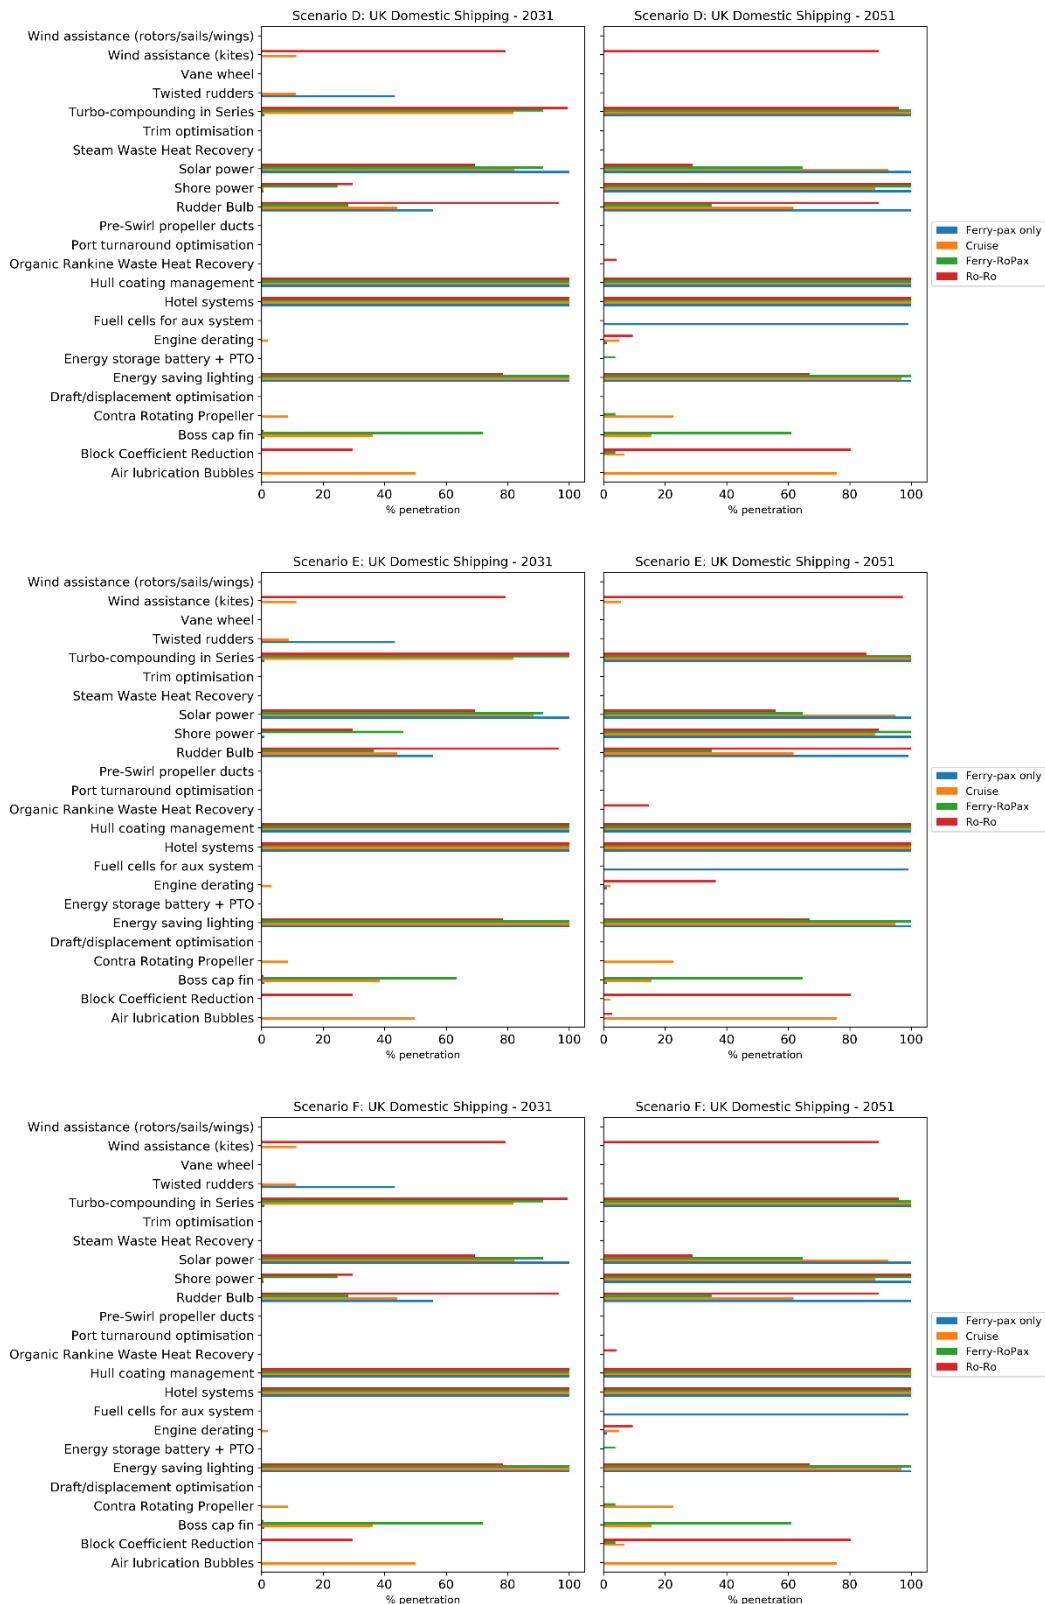 Scenario D: UK Domestic Shipping - 2031
Scenario D: UK Domestic Shipping - 2051
Wind assistance (rotors/sails/wings)
Wind assistance (kites)
Vane wheel
Twisted rudders
Turbo-compounding in Series
Trim optimisation
Steam Waste Heat Recovery
Solar power
Shore power
Rudder Bulb
Pre-Swirl propeller ducts
Port turnaround optimisation
Organic Rankine Waste Heat Recovery
Hull coating management
Hotel systems
Fuell cells for aux system
Engine derating
Energy storage battery + PTO
Energy saving lighting
Draft/displacement optimisation
Contra Rotating Propeller
Boss cap fin
Block Coefficient Reduction
Air lubrication Bubbles
0 20 40 60 80 100
% penetration
0 20 40 60 80 100
% penetration
Ferry-pax only
Cruise
Ferry-RoPax
Ro-Ro
Scenario E: UK Domestic Shipping - 2031
Scenario E: UK Domestic Shipping - 2051
Wind assistance (rotors/sails/wings)
Wind assistance (kites)
Vane wheel
Twisted rudders
Turbo-compounding in Series
Trim optimisation
Steam Waste Heat Recovery
Solar power
Shore power
Rudder Bulb
Pre-Swirl propeller ducts
Port turnaround optimisation
Organic Rankine Waste Heat Recovery
Hull coating management
Hotel systems
Fuell cells for aux system
Engine derating
Energy storage battery + PTO
Energy saving lighting
Draft/displacement optimisation
Contra Rotating Propeller
Boss cap fin
Block Coefficient Reduction
Air lubrication Bubbles
0 20 40 60 80 100
% penetration
0 20 40 60 80 100
% penetration
Ferry-pax only
Cruise
Ferry-RoPax
Ro-Ro
Scenario F: UK Domestic Shipping - 2031
Scenario F: UK Domestic Shipping - 2051
Wind assistance (rotors/sails/wings)
Wind assistance (kites)
Vane wheel
Twisted rudders
Turbo-compounding in Series
Trim optimisation
Steam Waste Heat Recovery
Solar power
Shore power
Rudder Bulb
Pre-Swirl propeller ducts
Port turnaround optimisation
Organic Rankine Waste Heat Recovery
Hull coating management
Hotel systems
Fuell cells for aux system
Engine derating
Energy storage battery + PTO
Energy saving lighting
Draft/displacement optimisation
Contra Rotating Propeller
Boss cap fin
Block Coefficient Reduction
Air lubrication Bubbles
0 20 40 60 80 100
% penetration
0 20 40 60 80 100
% penetration
Ferry-pax only
Cruise
Ferry-RoPax
Ro-Ro